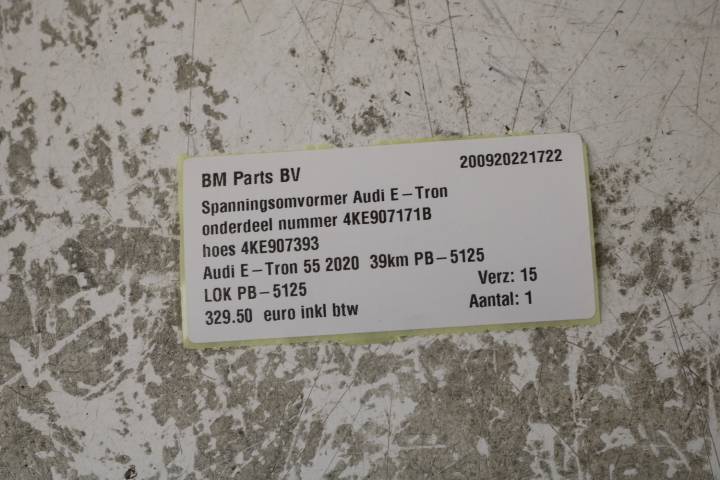 BM Parts BV 200920221722
Spanningsomvormer Audi E-Tron
onderdeel nummer 4KE907171B
hoes 4KE907393
Audi E-Tron 55 2020 39km PB-5125
LOK PB-5125 Verz: 15
329.50 euro inkl btw Aantal: 1